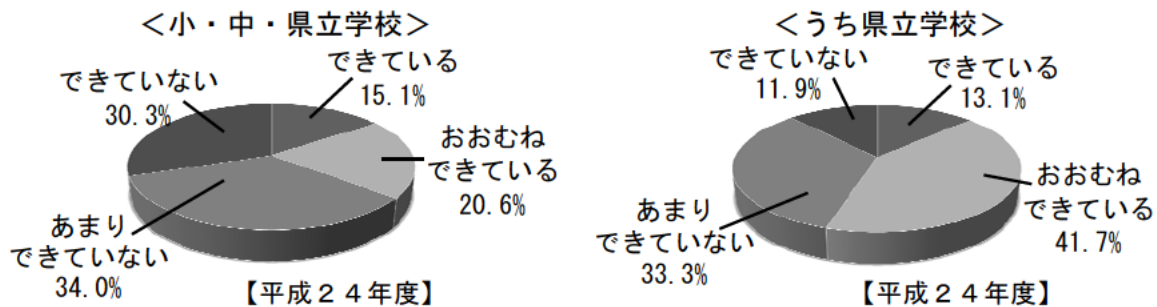 <小・中・県立学校>
できている
15.1%
おおむね
できている
20.6%
あまり
できていない
34.0%
できていない
30.3%
【平成24年度】
<うち県立学校>
できている
13.1%
おおむね
できている
41.7%
あまり
できていない
33.3%
できていない
11.9%
【平成24年度】